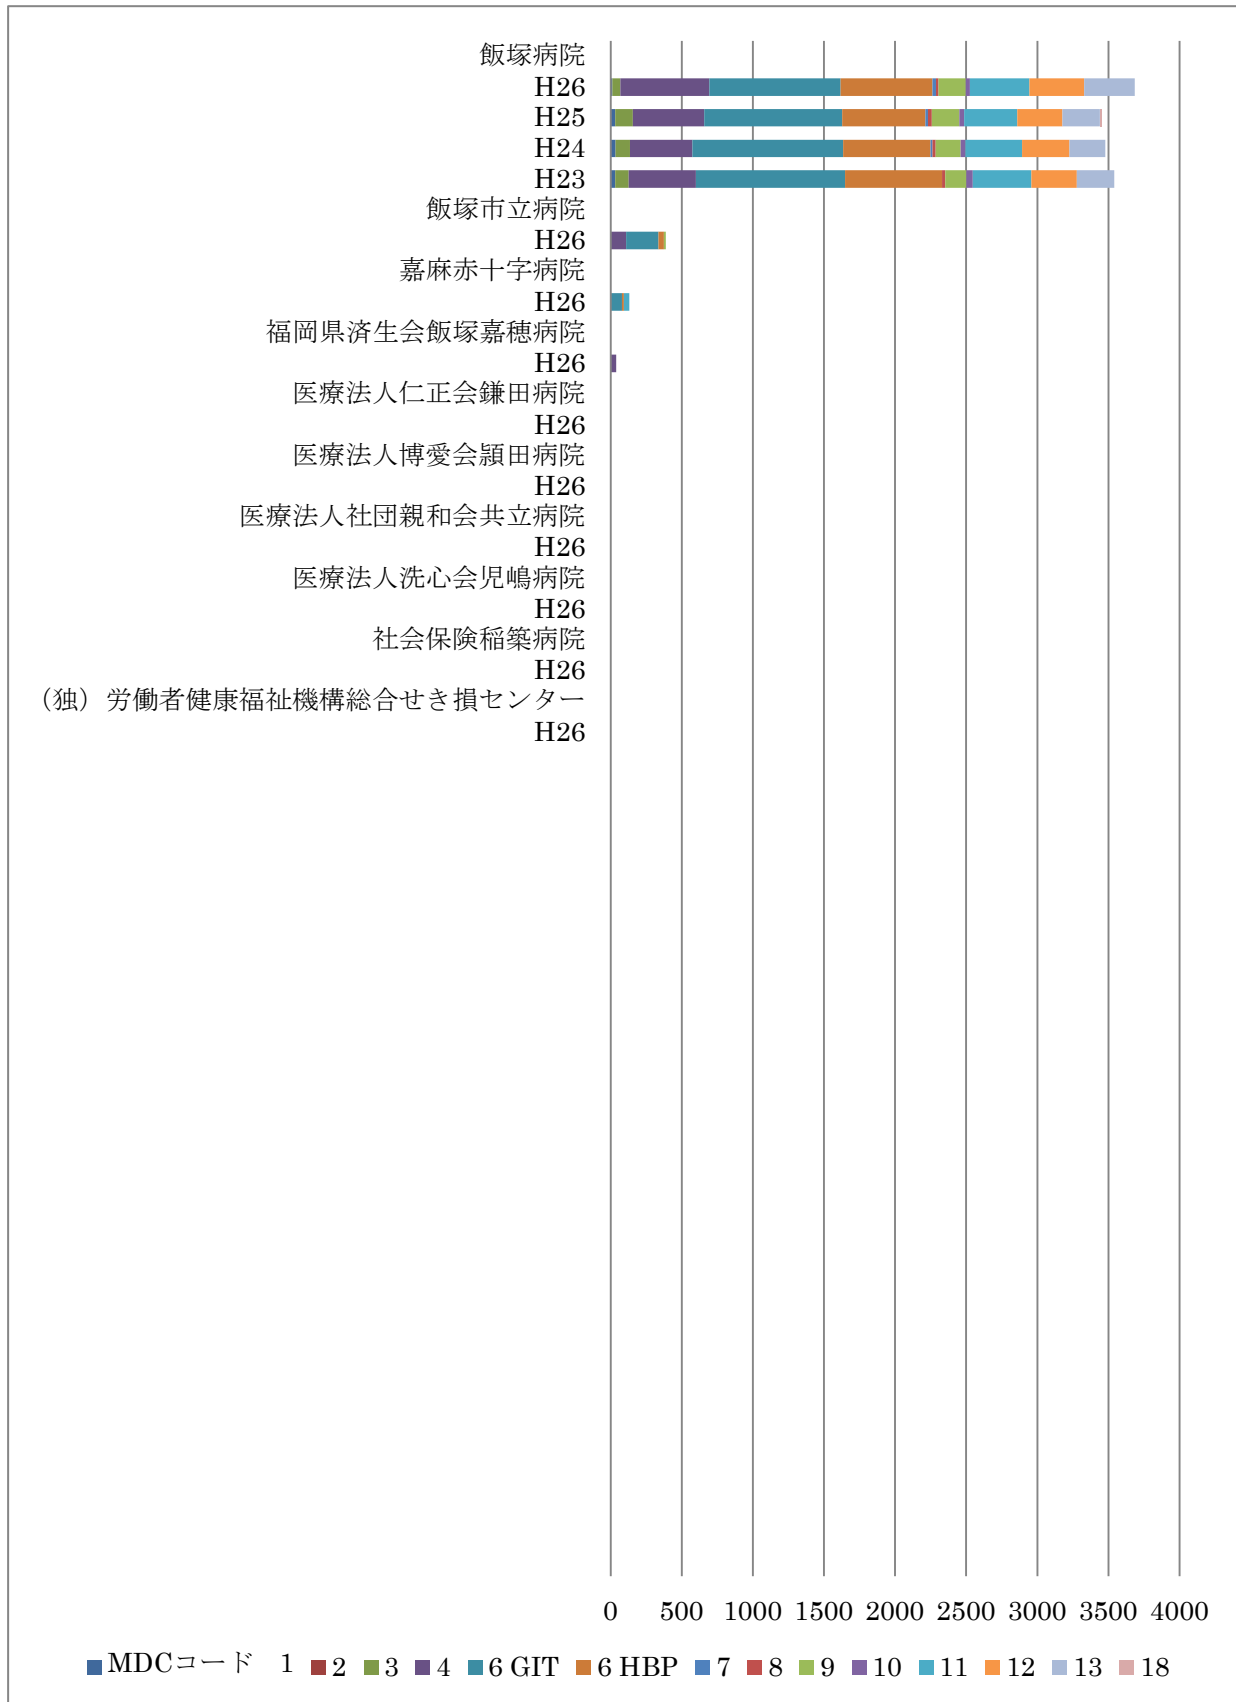 飯塚病院
H26
H25
H24
H23
飯塚市立病院
H26
嘉麻赤十字病院
H26
福岡県済生会飯塚嘉穂病院
H26
医療法人仁正会鎌田病院
H26
医療法人博愛会頴田病院
H26
医療法人社団親和会共立病院
H26
医療法人洗心会児嶋病院
H26
社会保険稲築病院
H26
（独）労働者健康福祉機構総合せき損センター
H26
0 500 1000 1500 2000 2500 3000 3500 4000
MDCコード　1 2 3 4 6 GIT 6 HBP 7 8 9 10 11 12 13 18